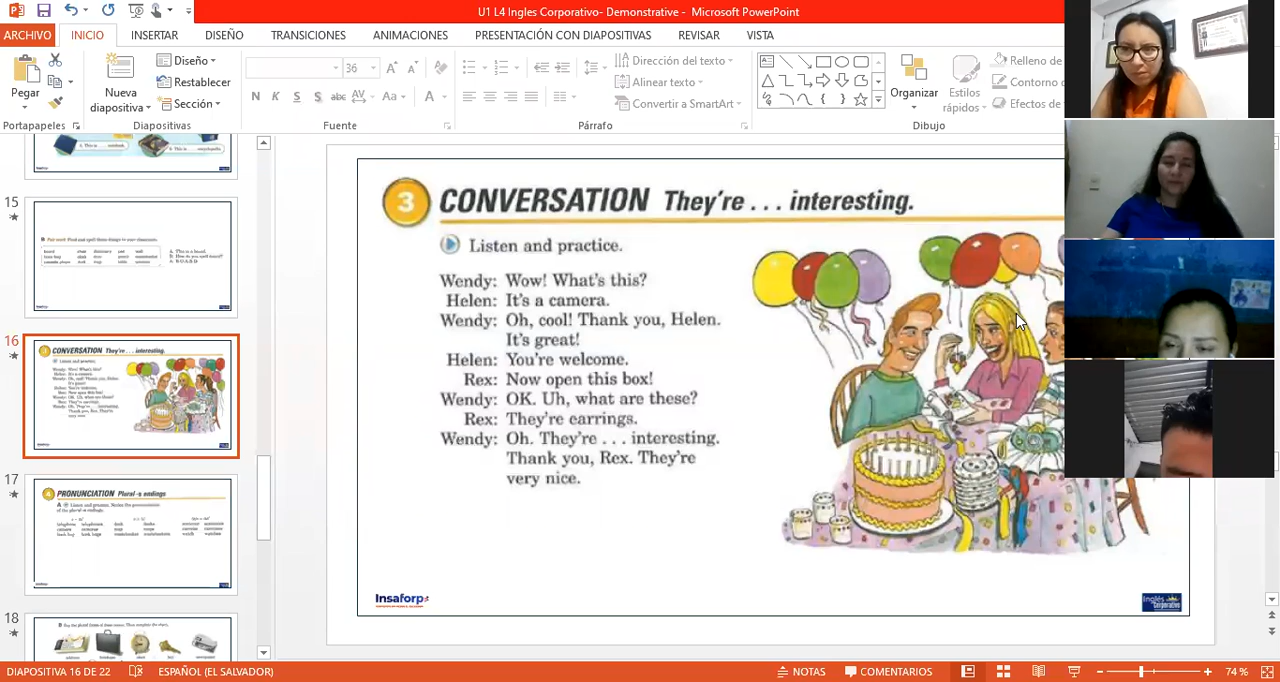 U1 L4 Ingles Corporativo- Demonstrative - Microsoft PowerPoint
ARCHIVO INICIO INSERTAR DISEÑO TRANSICIONES ANIMACIONES PRESENTACIÓN CON DIAPOSITIVAS REVISAR VISTA
Pegar
Nueva diapositiva
Diseño
Restablecer
Sección
36
N K S S abc AV Aa A
Dirección del texto
Alinear texto
Convertir a SmartArt
Organizar
Estilos rápidos
Relleno de
Contorno
Efectos de
Portapapeles Diapositivas Fuente Párrafo Dibujo
15
16
3 CONVERSATION They're . . . interesting.
17
4 PRONUNCIATION Plural -s endings
18
3 CONVERSATION They're . . . interesting.
Listen and practice.
Wendy: Wow! What's this?
Helen: It's a camera.
Wendy: Oh, cool! Thank you, Helen.
It's great!
Helen: You're welcome.
Rex: Now open this box!
Wendy: OK. Uh, what are these?
Rex: They're earrings.
Wendy: Oh. They're . . . interesting.
Thank you, Rex. They're
very nice.
Insaforp
Inglés Corporativo
DIAPOSITIVA 16 DE 22 ESPAÑOL (EL SALVADOR) NOTAS COMENTARIOS 74 %